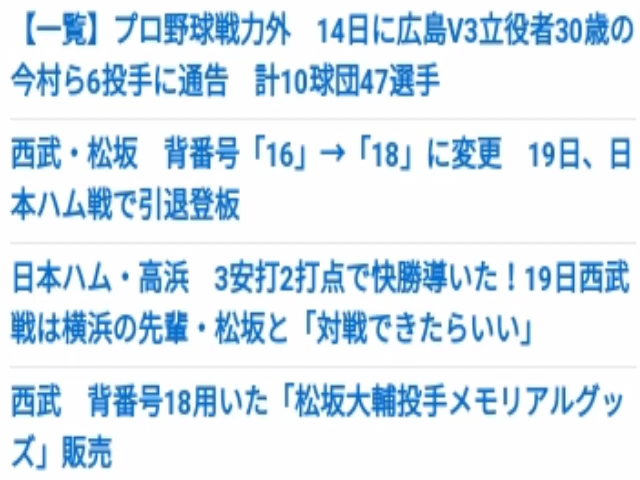 【一覧】プロ野球戦力外　14日に広島V3立役者30歳の
今村ら6投手に通告　計10球団47選手
西武・松坂　背番号「16」→「18」に変更　19日、日
本ハム戦で引退登板
日本ハム・高浜　3安打2打点で快勝導いた！19日西武
戦は横浜の先輩・松坂と「対戦できたらいい」
西武　背番号18用いた「松坂大輔投手メモリアルグッ
ズ」販売